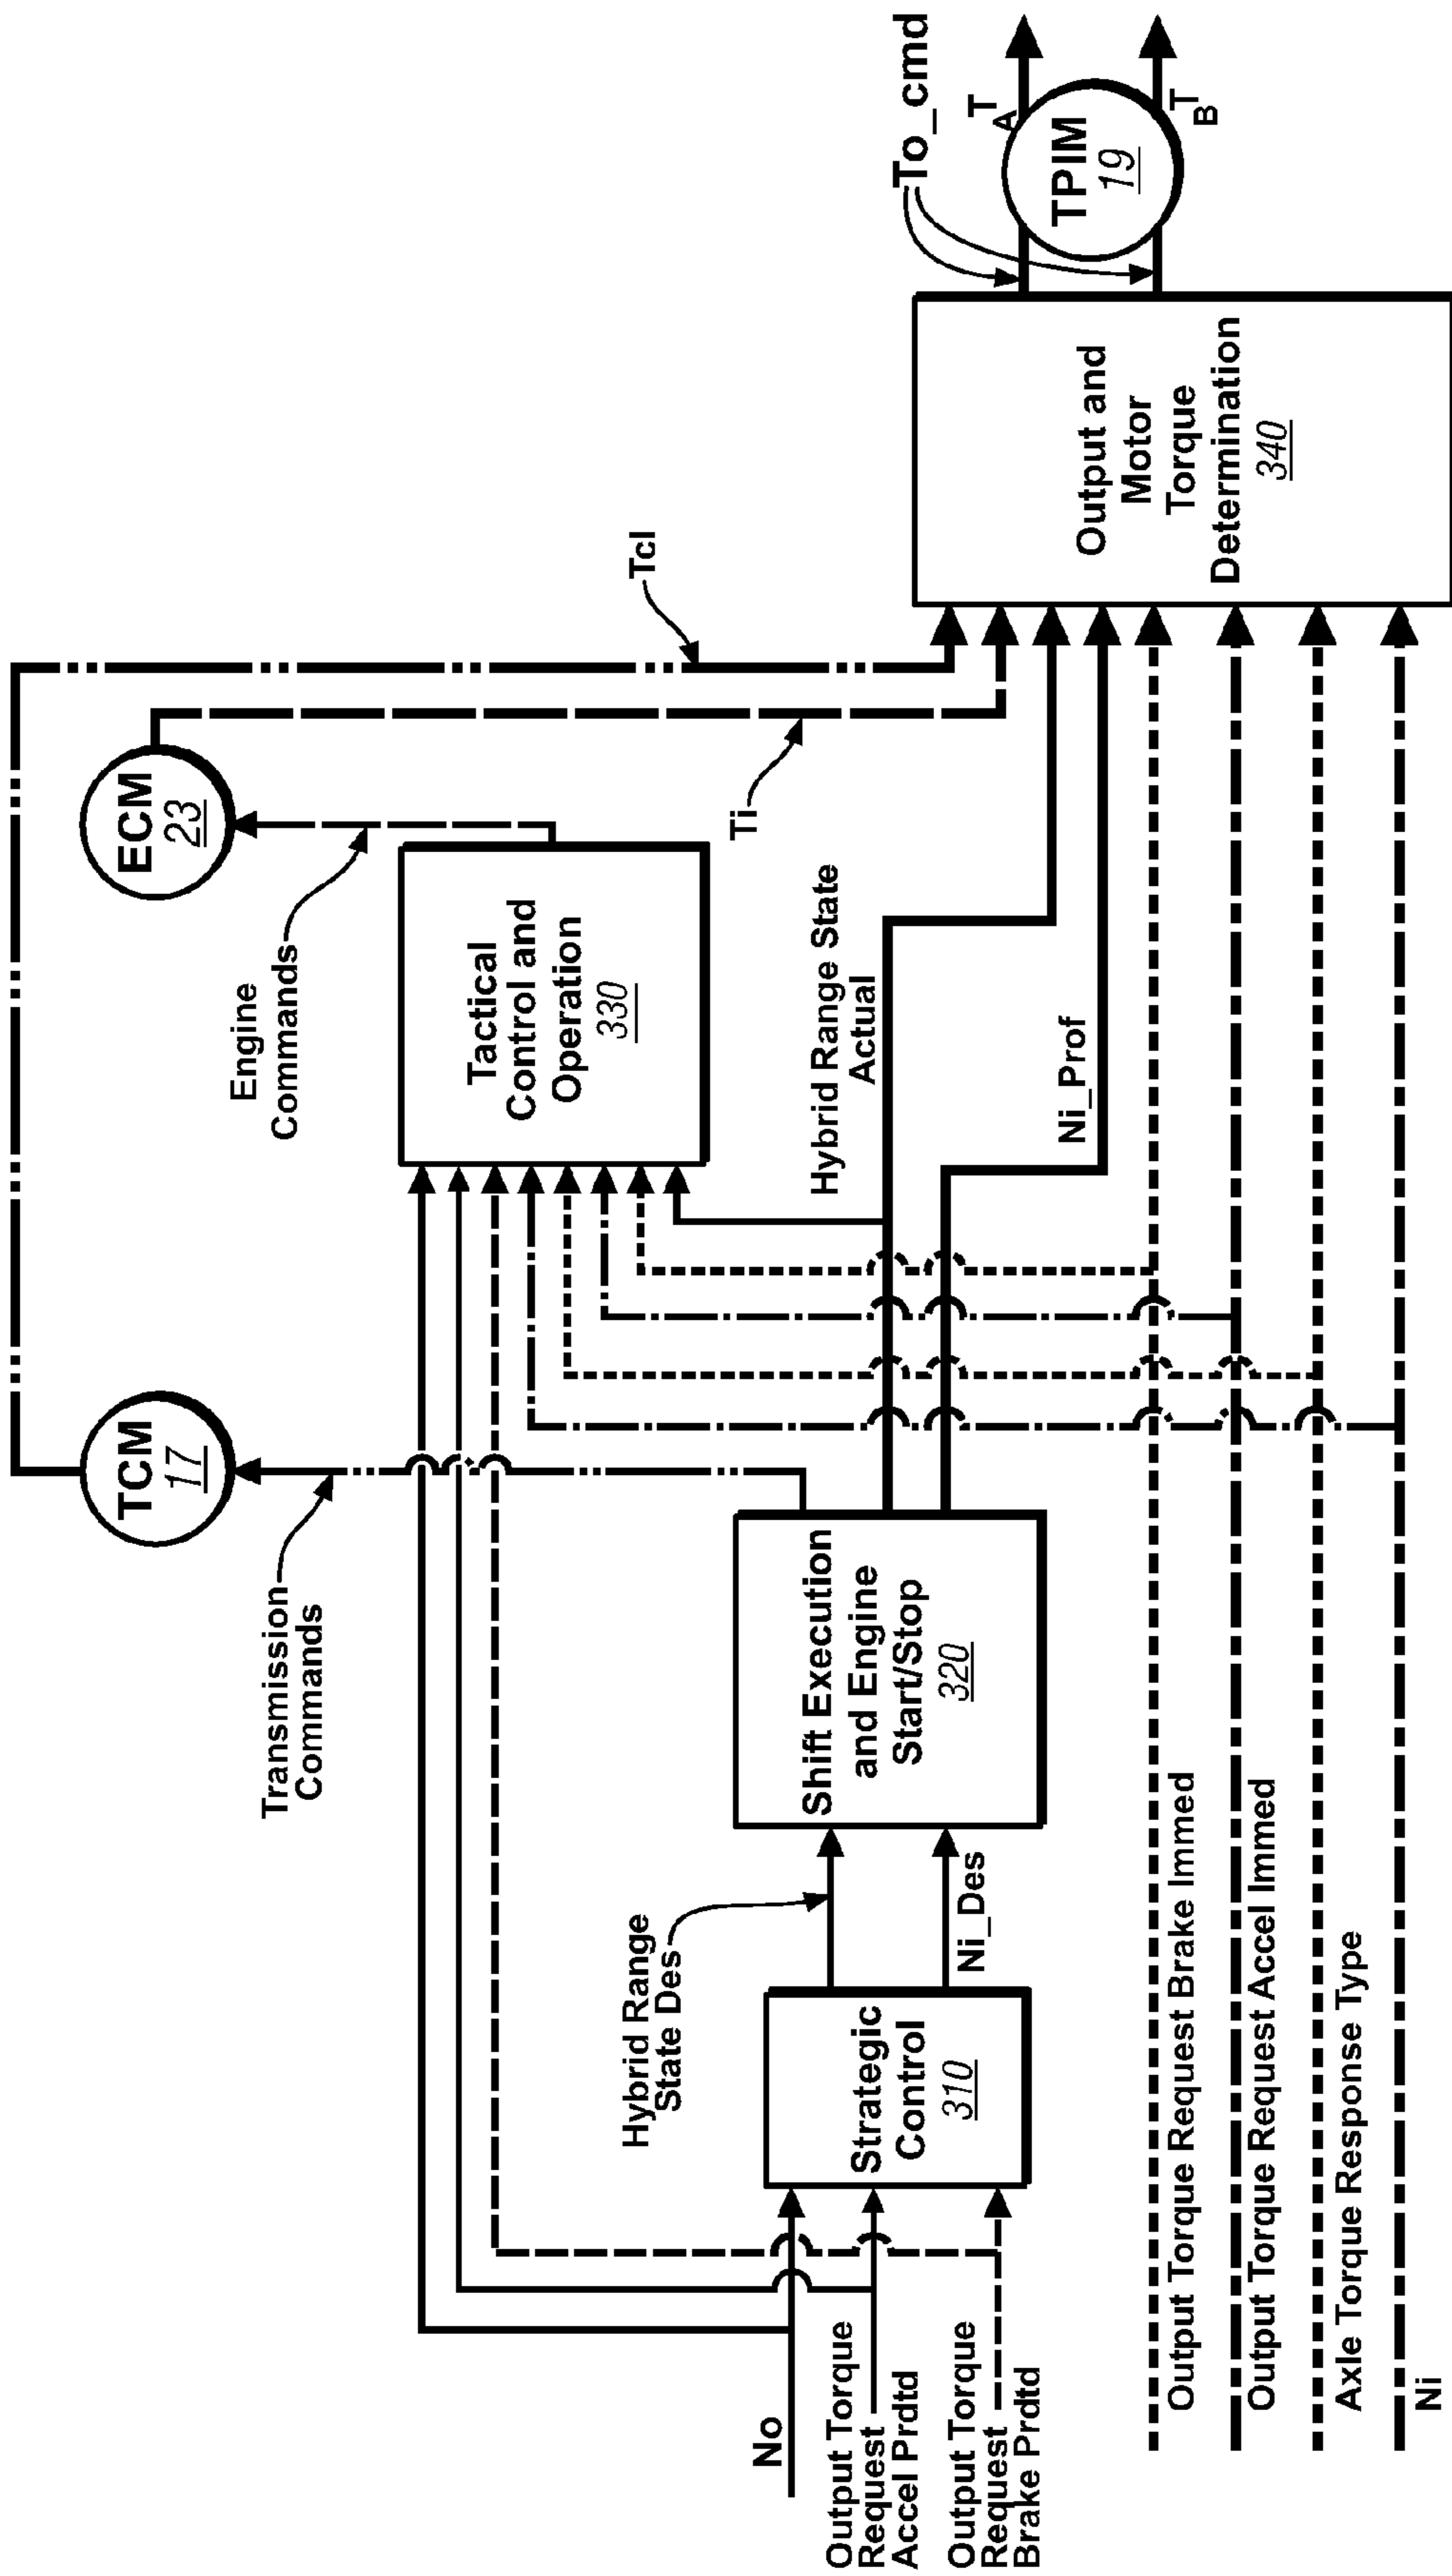 TCM
17
Transmission
Commands
ECM
23
Engine
Commands
Tcl
Ti
Tactical
Control and
Operation
330
Hybrid Range
State Des
Strategic
Control
310
Ni_Des
Shift Execution
and Engine
Start/Stop
320
Hybrid Range State
Actual
Ni_Prof
Output and
Motor
Torque
Determination
340
To_cmd
TPIM
19
TA
TB
No
Output Torque
Request
Accel Prdtd
Output Torque
Request
Brake Prdtd
Output Torque Request Brake Immed
Output Torque Request Accel Immed
Axle Torque Response Type
Ni